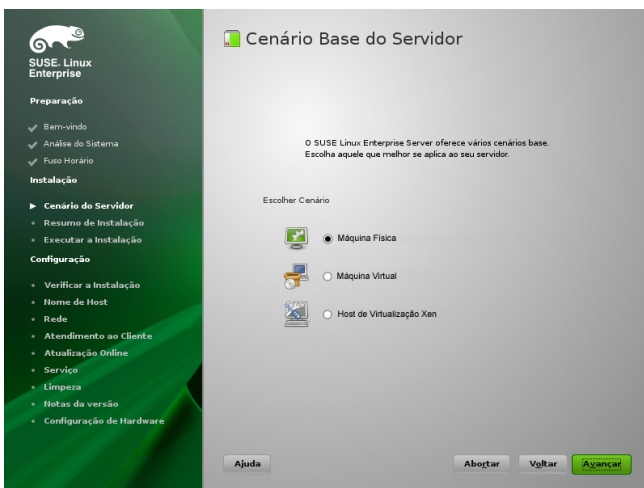 SUSE. Linux
Enterprise
Preparação
Bem-vindo
Análise do Sistema
Fuso Horário
Instalação
Cenário do Servidor
Resumo de Instalação
Executar a Instalação
Configuração
Verificar a Instalação
Nome de Host
Rede
Atendimento ao Cliente
Atualização Online
Serviço
Limpeza
Notas da versão
Configuração de Hardware
Cenário Base do Servidor
O SUSE Linux Enterprise Server oferece vários cenários base.
Escolha aquele que melhor se aplica ao seu servidor.
Escolher Cenário
Máquina Física
Máquina Virtual
Host de Virtualização Xen
Ajuda
Abortar
Voltar
Avançar